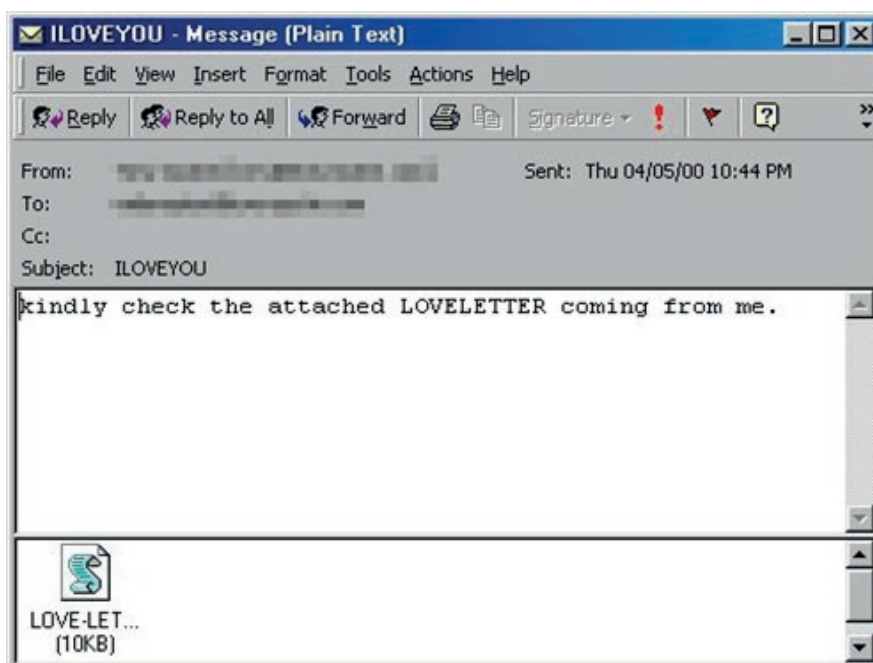 ILOVEYOU - Message (Plain Text)
File Edit View Insert Format Tools Actions Help
Reply Reply to All Forward Signature
From: Sent: Thu 04/05/00 10:44 PM
To:
Cc:
Subject: ILOVEYOU
kindly check the attached LOVELETTER coming from me.
LOVE-LET...
(10KB)